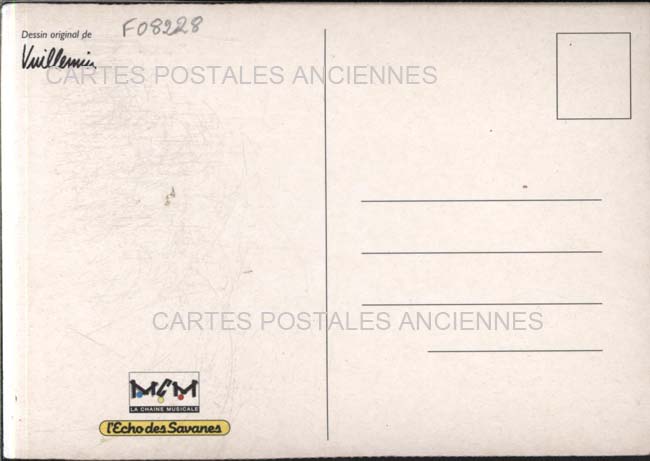 Dessin original de
F08228
Vuillemin
CARTES POSTALES ANCIENNES
CARTES POSTALES ANCIENNES
MCM
LA CHAINE MUSICALE
l'Echo des Savanes